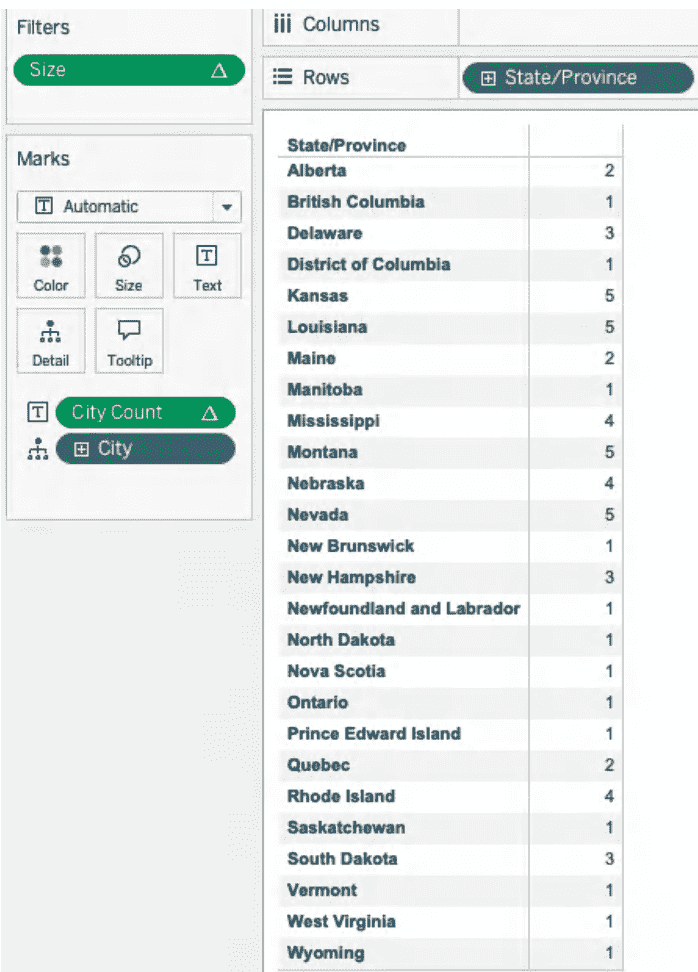 Filters
Size
Marks
Automatic
Color Size Text
Detail Tooltip
City Count
City
Columns
Rows State/Province
State/Province
Alberta 2
British Columbia 1
Delaware 3
District of Columbia 1
Kansas 5
Louisiana 5
Maine 2
Manitoba 1
Mississippi 4
Montana 5
Nebraska 4
Nevada 5
New Brunswick 1
New Hampshire 3
Newfoundland and Labrador 1
North Dakota 1
Nova Scotia 1
Ontario 1
Prince Edward Island 1
Quebec 2
Rhode Island 4
Saskatchewan 1
South Dakota 3
Vermont 1
West Virginia 1
Wyoming 1